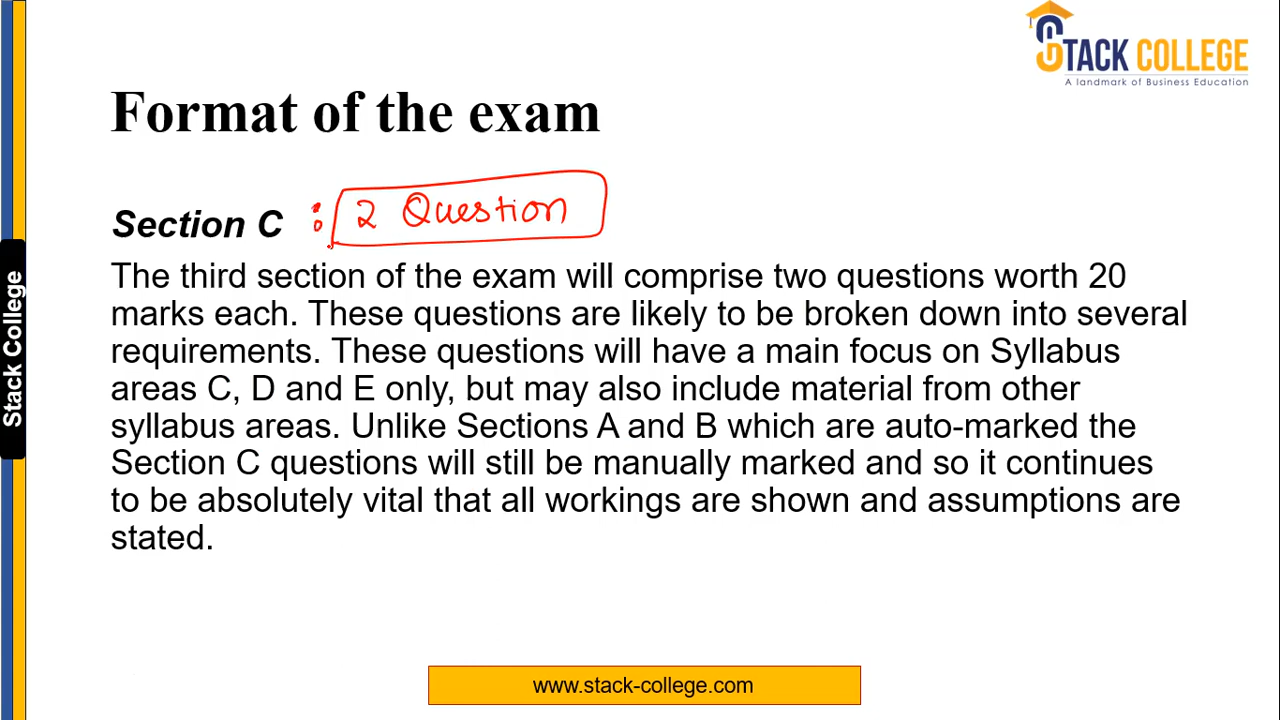 STACK COLLEGE
A landmark of Business Education
Format of the exam
Section C : 2 Question
The third section of the exam will comprise two questions worth 20
marks each. These questions are likely to be broken down into several
requirements. These questions will have a main focus on Syllabus
areas C, D and E only, but may also include material from other
syllabus areas. Unlike Sections A and B which are auto-marked the
Section C questions will still be manually marked and so it continues
to be absolutely vital that all workings are shown and assumptions are
stated.
Stack College
www.stack-college.com